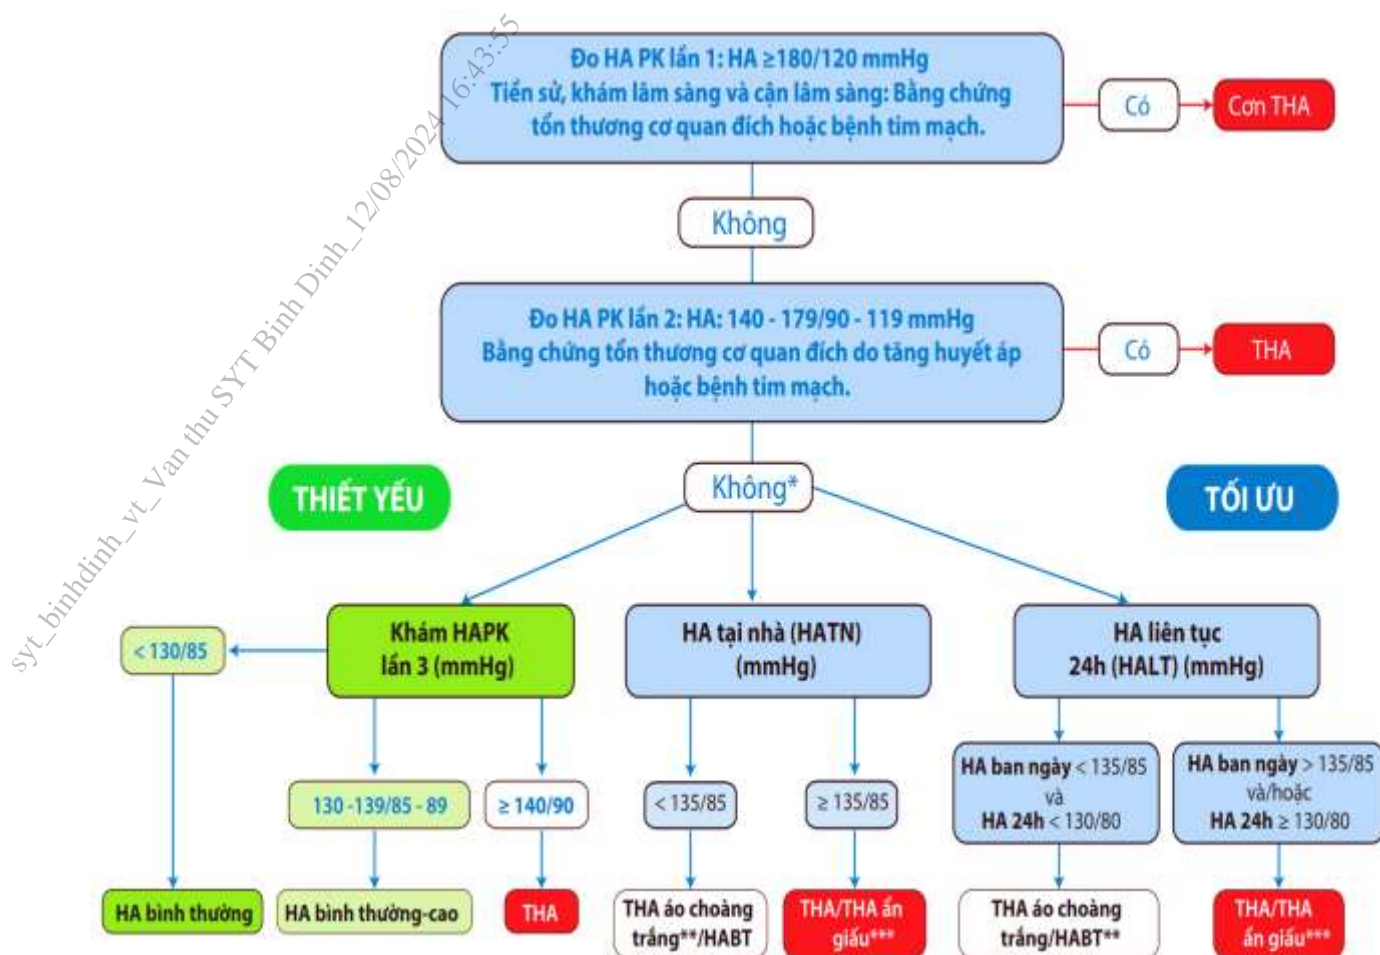 Đo HA PK lần 1: HA ≥180/120 mmHg
Tiền sử, khám lâm sàng và cận lâm sàng: Bằng chứng
tổn thương cơ quan đích hoặc bệnh tim mạch.
Có
Cơn THA
Không
Đo HA PK lần 2: HA: 140 - 179/90 - 119 mmHg
Bằng chứng tổn thương cơ quan đích do tăng huyết áp
hoặc bệnh tim mạch.
Có
THA
syt_binhdinh_vt_Van thu SYT Binh Dinh_12/08/2024 16:43:55
THIẾT YẾU
Không*
TỐI ƯU
< 130/85
Khám HAPK
lần 3 (mmHg)
HA tại nhà (HATN)
(mmHg)
HA liên tục
24h (HALT) (mmHg)
130 -139/85 - 89
≥ 140/90
< 135/85
≥ 135/85
HA ban ngày < 135/85
và
HA 24h < 130/80
HA ban ngày > 135/85
và/hoặc
HA 24h ≥ 130/80
HA bình thường
HA bình thường-cao
THA
THA áo choàng
trắng**/HABT
THA/THA ẩn
giấu***
THA áo choàng
trắng/HABT**
THA/THA
ẩn giấu***